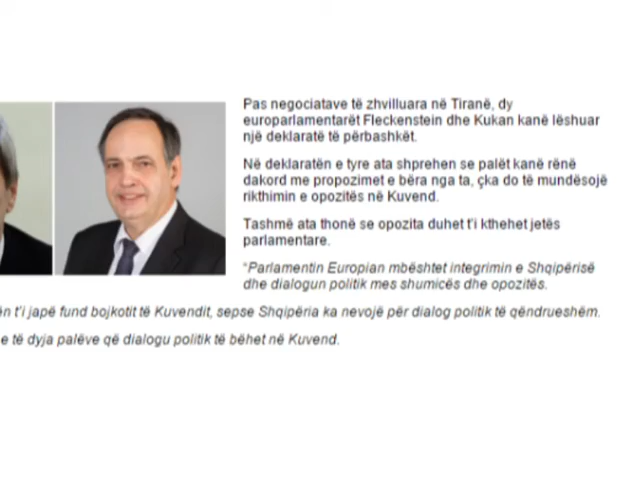 Pas negociatave të zhvilluara në Tiranë, dy
europarlamentarët Fleckenstein dhe Kukan kanë lëshuar
një deklaratë të përbashkët.
Në deklaratën e tyre ata shprehen se palët kanë rënë
dakord me propozimet e bëra nga ta, çka do të mundësojë
rikthimin e opozitës në Kuvend.
Tashmë ata thonë se opozita duhet t'i kthehet jetës
parlamentare.
“Parlamentin Europian mbështet integrimin e Shqipërisë
dhe dialogun politik mes shumicës dhe opozitës.
ën t'i japë fund bojkotit të Kuvendit, sepse Shqipëria ka nevojë për dialog politik të qëndrueshëm.
e të dyja palëve që dialogu politik të bëhet në Kuvend.